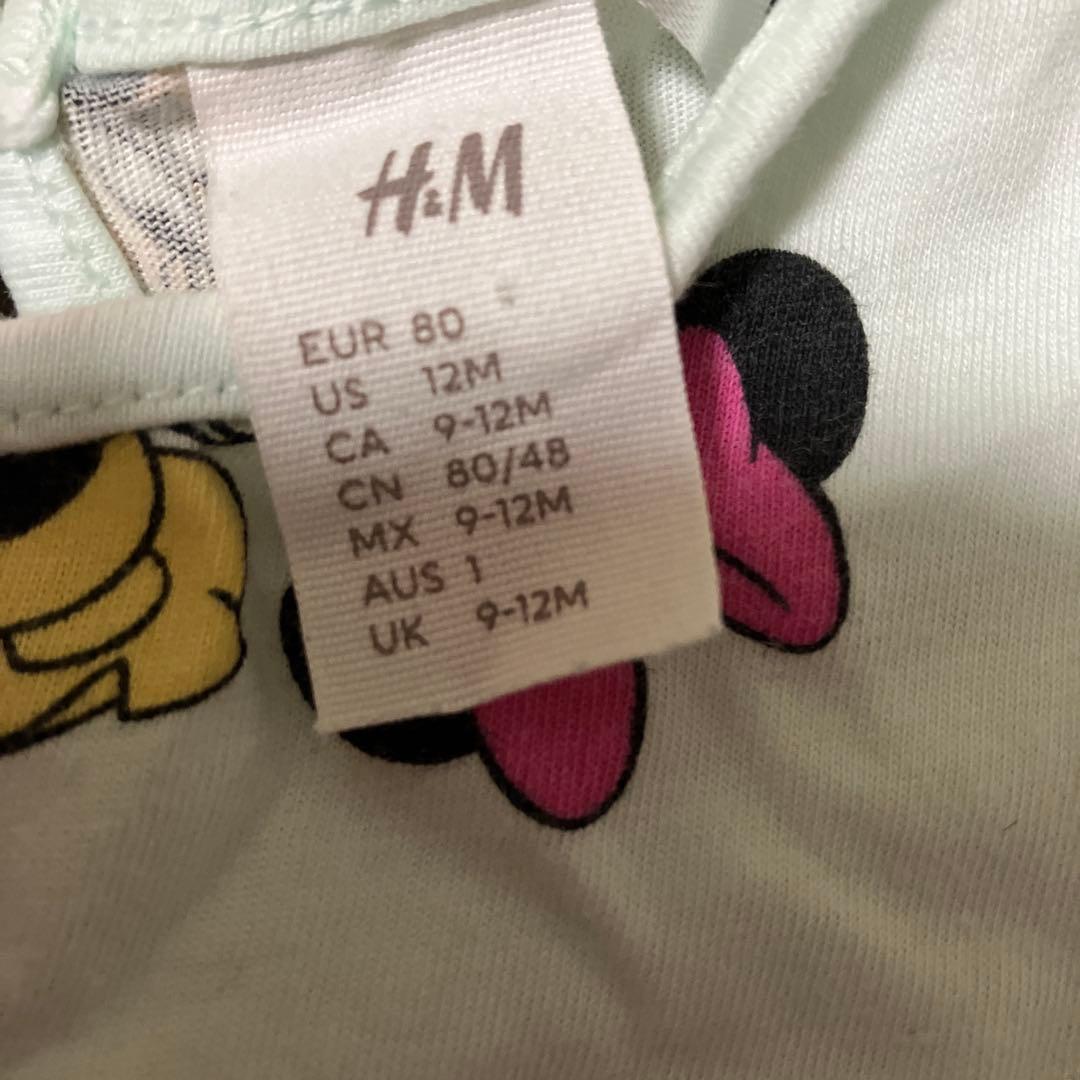 H&M
EUR 80
US 12M
CA 9-12M
CN 80/48
MX 9-12M
AUS 1
UK 9-12M